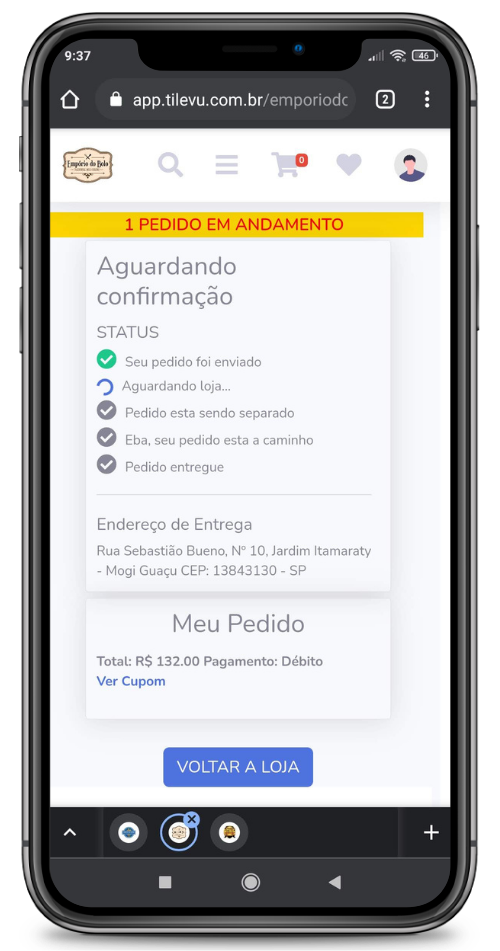 9:37
46
app.tilevu.com.br/emporiodo
2
Empório do Bolo
0
1 PEDIDO EM ANDAMENTO
Aguardando
confirmação
STATUS
Seu pedido foi enviado
Aguardando loja...
Pedido esta sendo separado
Eba, seu pedido esta a caminho
Pedido entregue
Endereço de Entrega
Rua Sebastião Bueno, Nº 10, Jardim Itamaraty
- Mogi Guaçu CEP: 13843130 - SP
Meu Pedido
Total: R$ 132.00 Pagamento: Débito
Ver Cupom
VOLTAR A LOJA